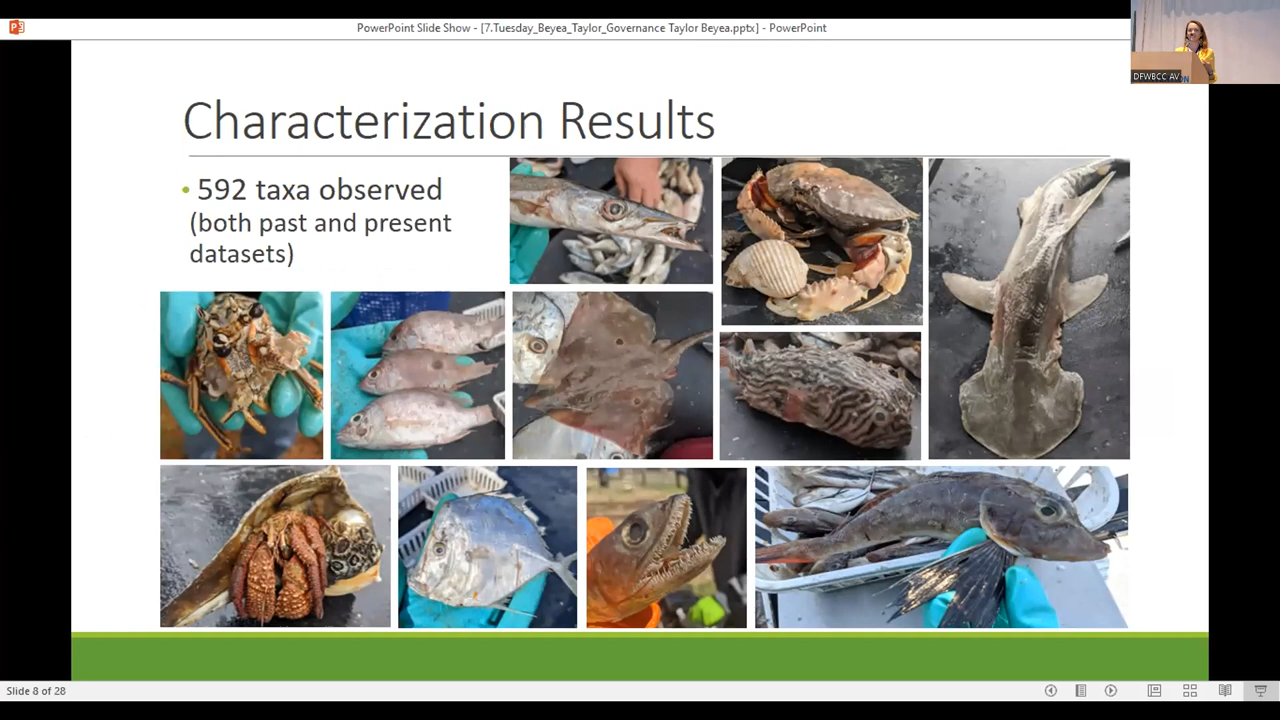 PowerPoint Slide Show - [7.Tuesday_Beyea_Taylor_Governance Taylor Beyea.pptx] - PowerPoint
DFWBCC AV
Characterization Results
• 592 taxa observed
(both past and present
datasets)
Slide 8 of 28